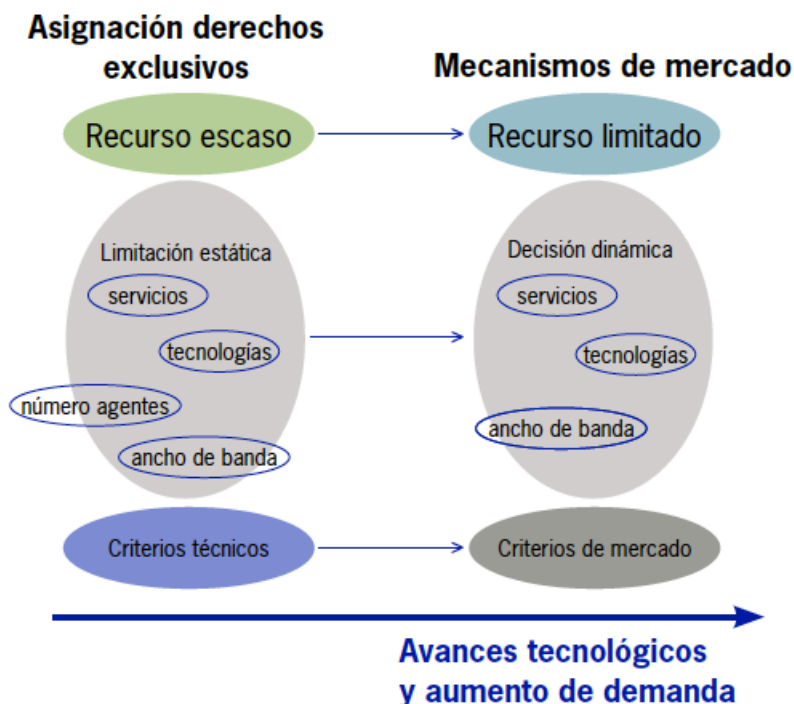 Asignación derechos
exclusivos
Mecanismos de mercado
Recurso escaso
Recurso limitado
Limitación estática
servicios
tecnologías
número agentes
ancho de banda
Decisión dinámica
servicios
tecnologías
ancho de banda
Criterios técnicos
Criterios de mercado
Avances tecnológicos
y aumento de demanda